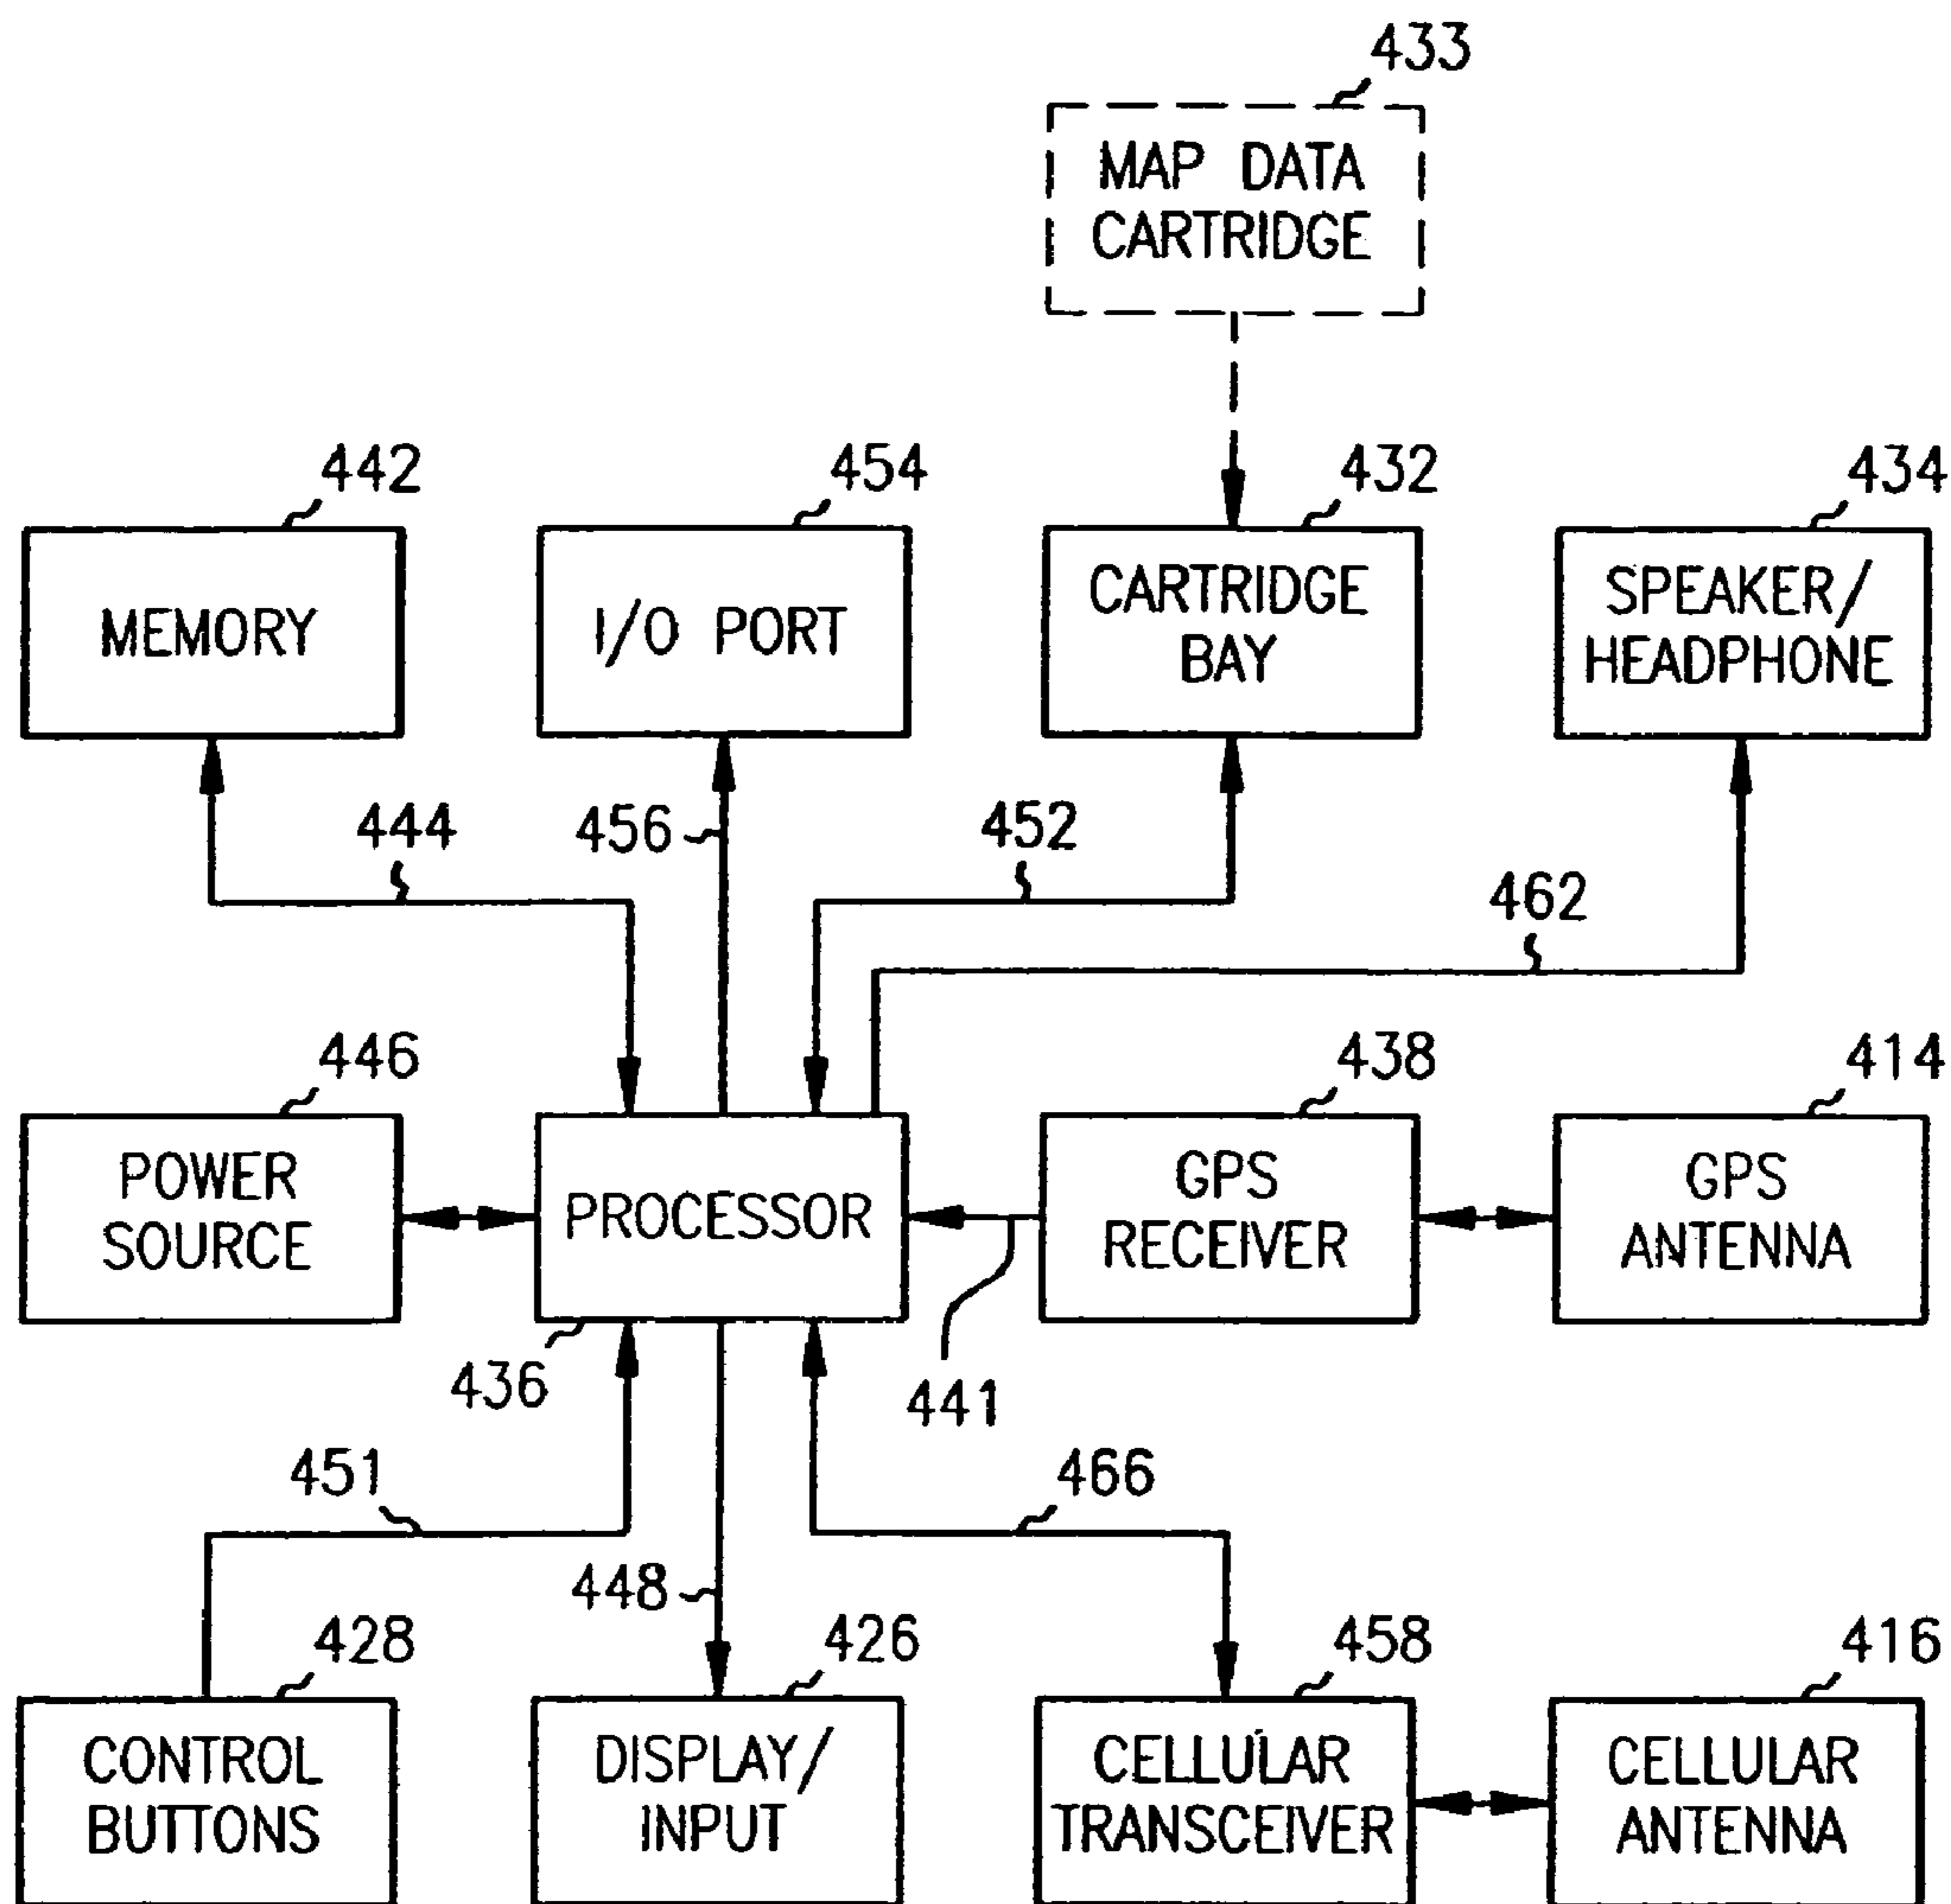 433
MAP DATA
CARTRIDGE
442
454
432
434
MEMORY
I/O PORT
CARTRIDGE
BAY
SPEAKER/
HEADPHONE
444
456
452
462
446
438
414
POWER
SOURCE
PROCESSOR
GPS
RECEIVER
GPS
ANTENNA
436
441
451
466
448
428
426
458
416
CONTROL
BUTTONS
DISPLAY/
INPUT
CELLULAR
TRANSCEIVER
CELLULAR
ANTENNA